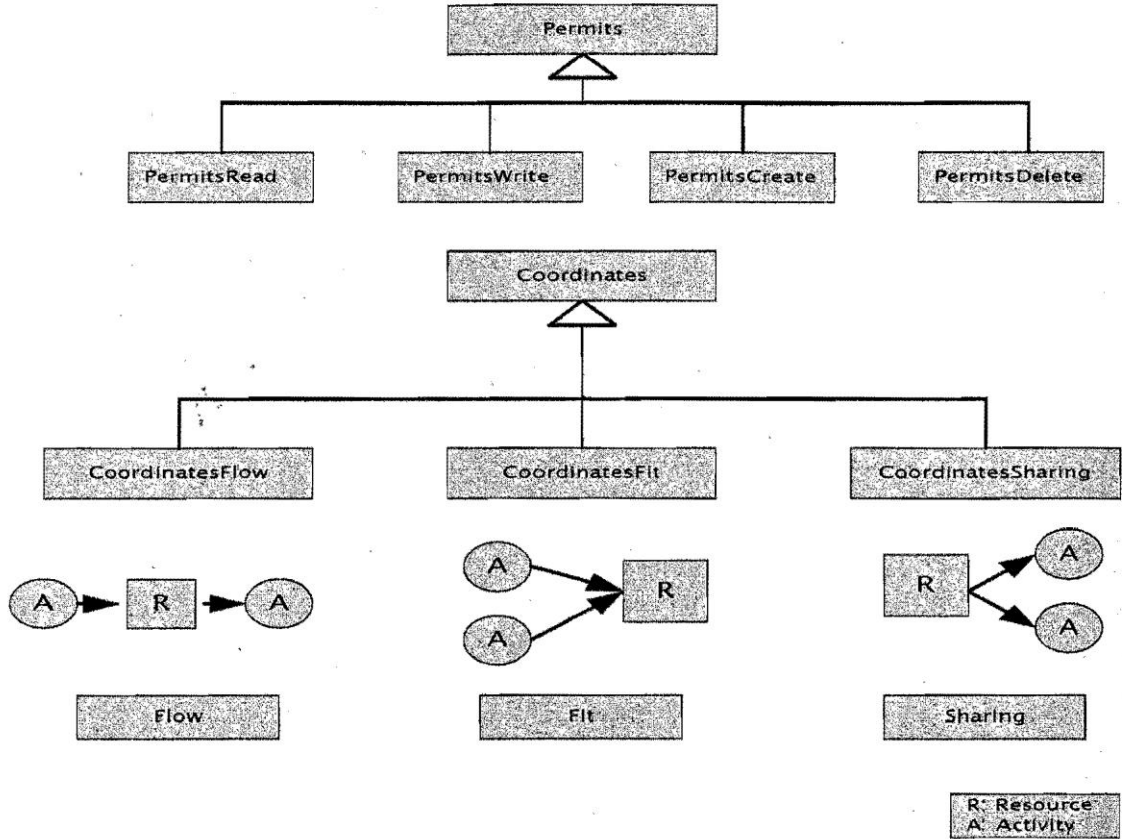 Permits
PermitsRead
PermitsWrite
PermitsCreate
PermitsDelete
Coordinates
CoordinatesFlow
CoordinatesFit
CoordinatesSharing
A
R
A
A
A
R
R
A
A
Flow
Fit
Sharing
R: Resource
A: Activity